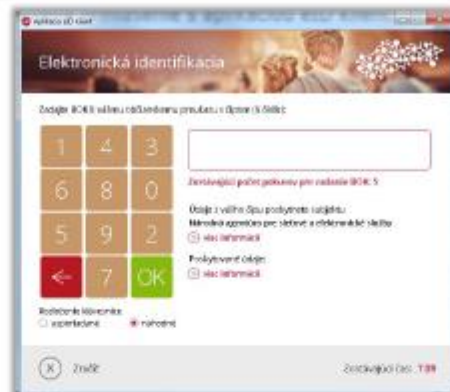 Aplikácia eID klient
Elektronická identifikácia
Zadajte BOK k vášmu občianskemu preukazu s čipom (6 číslic):
1 4 3
6 8 0
5 9 2
← 7 OK
Zostávajúci počet pokusov pre zadanie BOK: 5
Údaje z vášho čipu poskytnete subjektu:
Národná agentúra pre sieťové a elektronické služby
viac informácií
Poskytované údaje:
viac informácií
Rozloženie klávesnice:
usporiadané náhodné
Zrušiť
Zostávajúci čas: